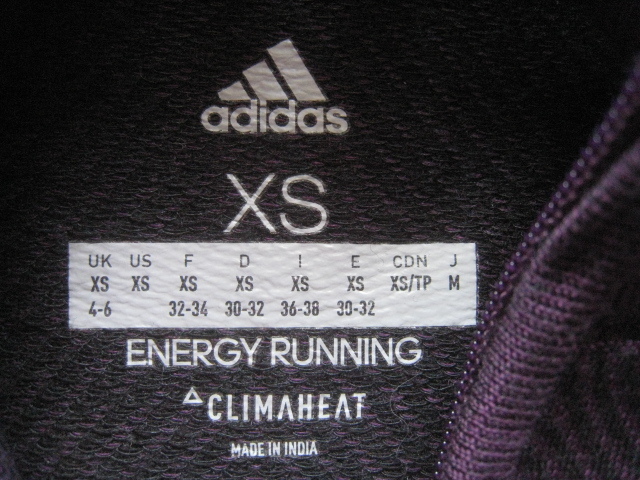 adidas
XS
UK US F D I E CDN J
XS XS XS XS XS XS XS/TP M
4-6 32-34 30-32 36-38 30-32
ENERGY RUNNING
CLIMAHEAT
MADE IN INDIA